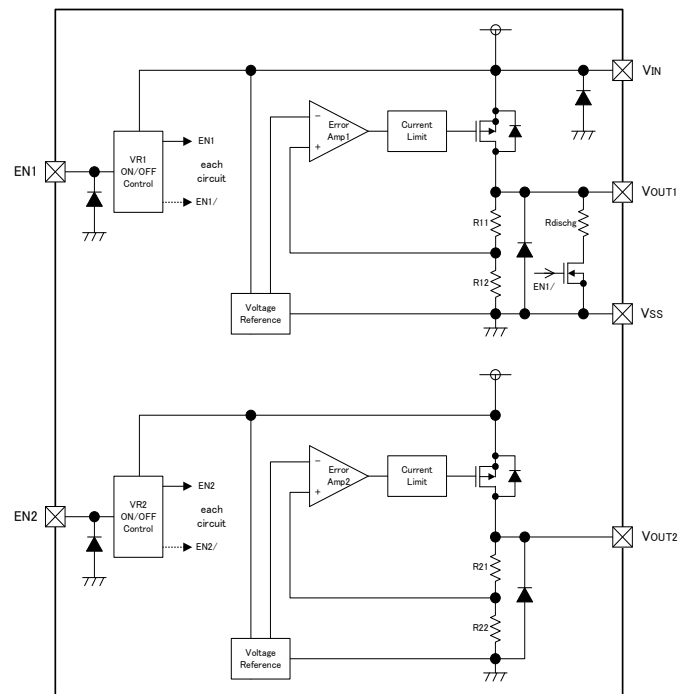 VIN
Error
Amp1
−
+
Current
Limit
EN1
VR1
ON/OFF
Control
EN1
each
circuit
EN1/
VOUT1
R11
Rdischg
R12
EN1/
Voltage
Reference
VSS
Error
Amp2
−
+
Current
Limit
EN2
VR2
ON/OFF
Control
EN2
each
circuit
EN2/
VOUT2
R21
R22
Voltage
Reference